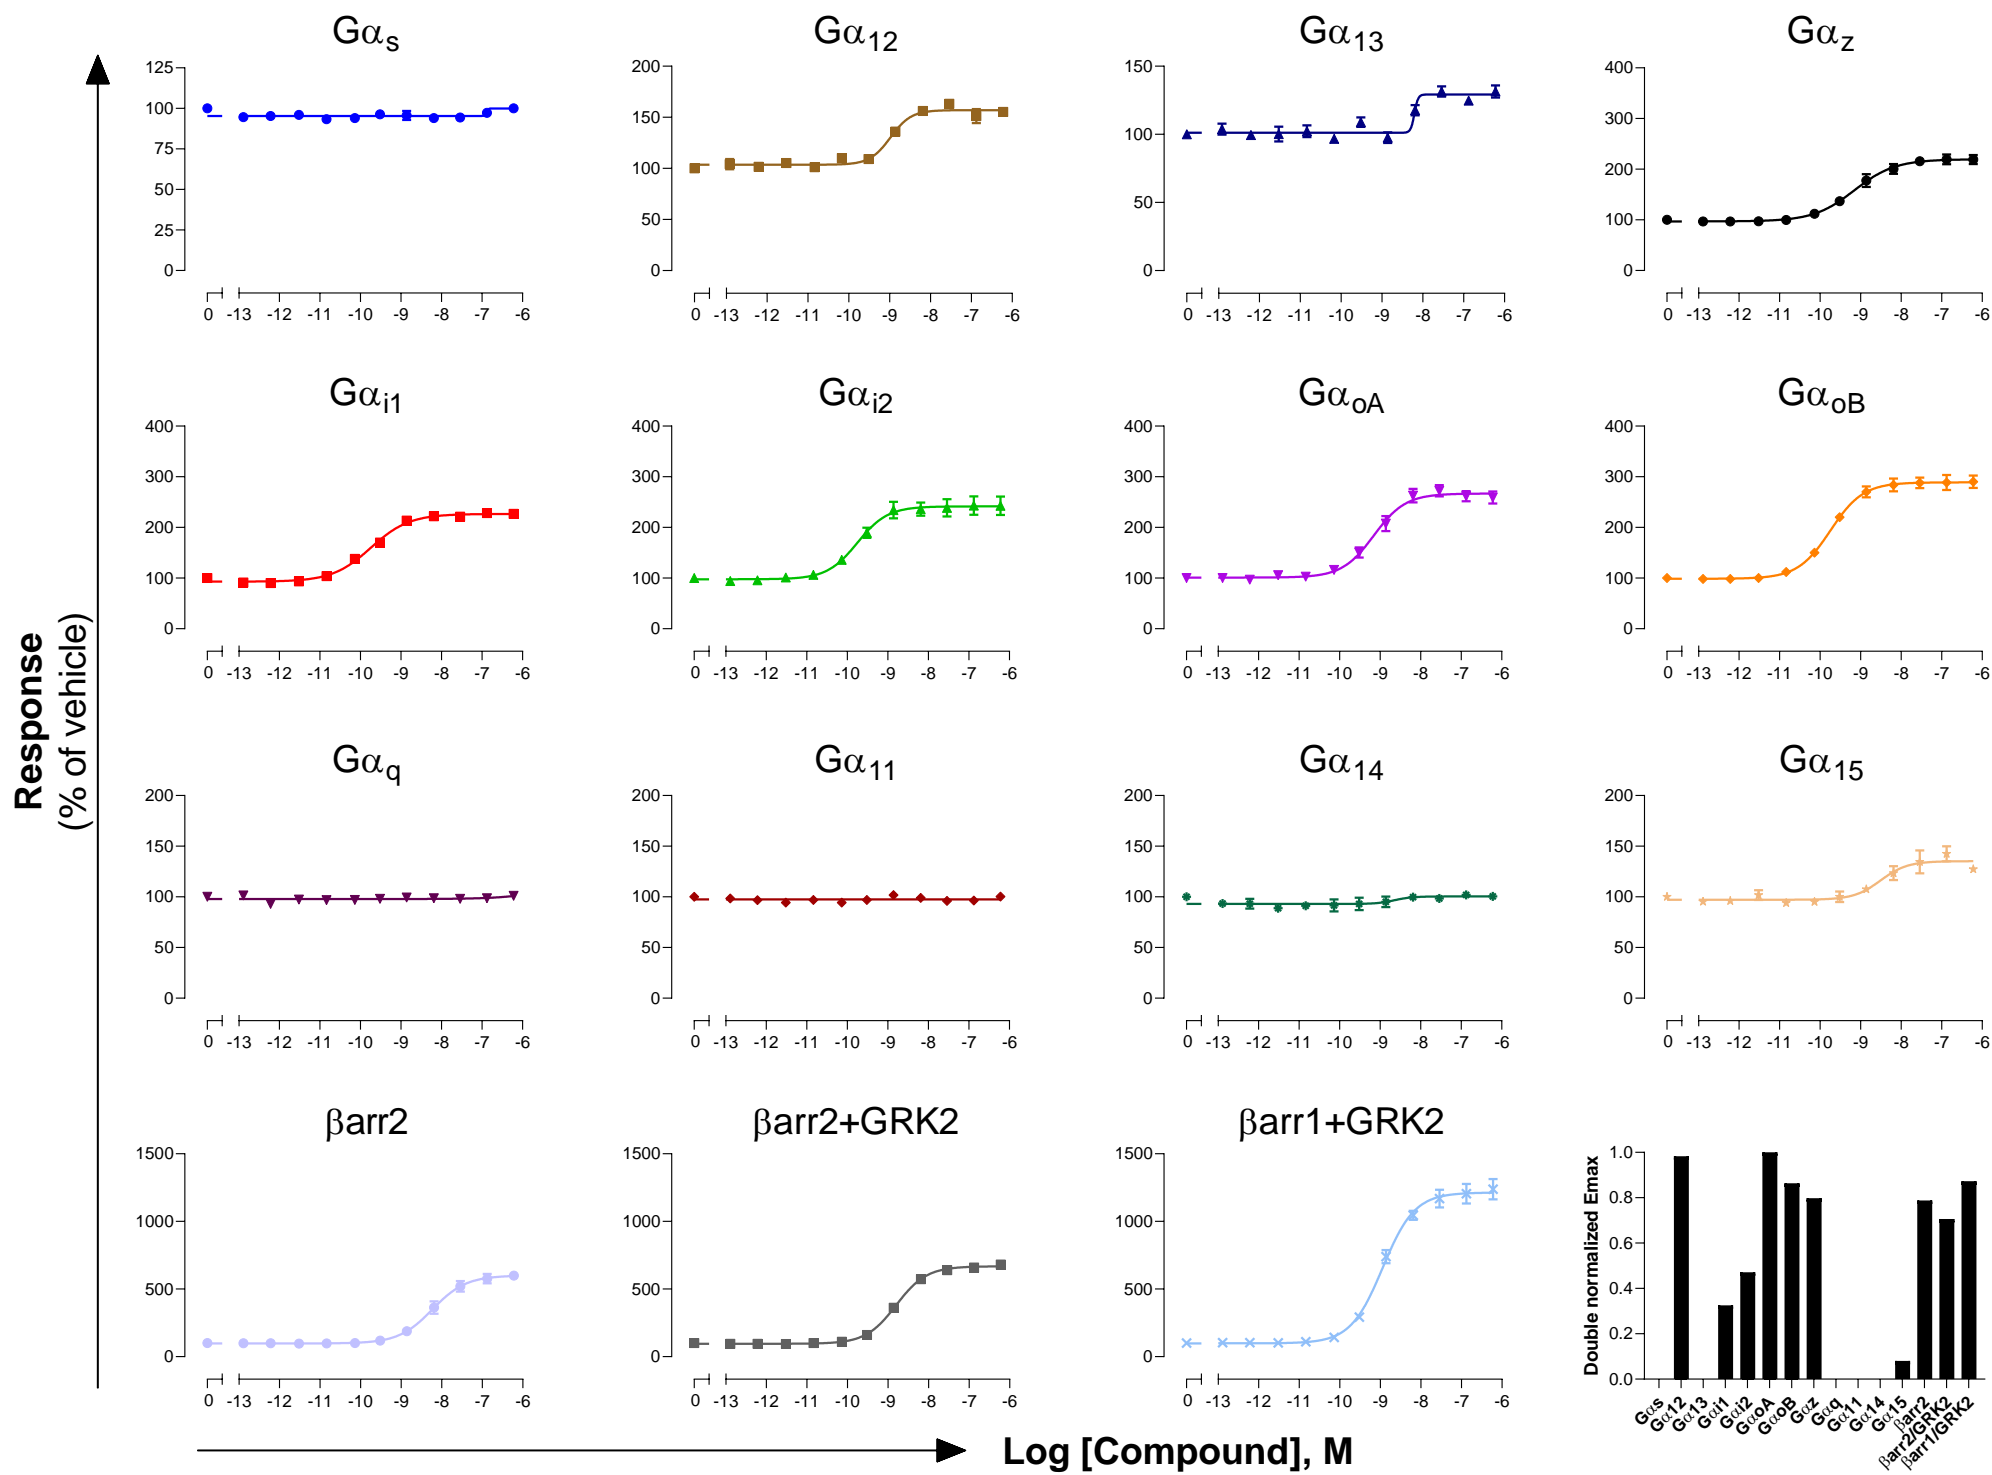 Gαs
Gα12
Gα13
Gαz
125
100
75
50
25
0
0 -13 -12 -11 -10 -9 -8 -7 -6
200
150
100
50
0
0 -13 -12 -11 -10 -9 -8 -7 -6
150
100
50
0
0 -13 -12 -11 -10 -9 -8 -7 -6
400
300
200
100
0
0 -13 -12 -11 -10 -9 -8 -7 -6
Gαi1
Gαi2
GαoA
GαoB
400
300
200
100
0
0 -13 -12 -11 -10 -9 -8 -7 -6
400
300
200
100
0
0 -13 -12 -11 -10 -9 -8 -7 -6
400
300
200
100
0
0 -13 -12 -11 -10 -9 -8 -7 -6
400
300
200
100
0
0 -13 -12 -11 -10 -9 -8 -7 -6
Response
(% of vehicle)
Gαq
Gα11
Gα14
Gα15
200
150
100
50
0
0 -13 -12 -11 -10 -9 -8 -7 -6
200
150
100
50
0
0 -13 -12 -11 -10 -9 -8 -7 -6
200
150
100
50
0
0 -13 -12 -11 -10 -9 -8 -7 -6
200
150
100
50
0
0 -13 -12 -11 -10 -9 -8 -7 -6
βarr2
βarr2+GRK2
βarr1+GRK2
1500
1000
500
0
0 -13 -12 -11 -10 -9 -8 -7 -6
1500
1000
500
0
0 -13 -12 -11 -10 -9 -8 -7 -6
1500
1000
500
0
0 -13 -12 -11 -10 -9 -8 -7 -6
Double normalized Emax
1.0
0.8
0.6
0.4
0.2
0.0
Gαs
Gα12
Gα13
Gαi1
Gαi2
GαoA
GαoB
Gαz
Gαq
Gα11
Gα14
Gα15
βarr2
βarr2/GRK2
βarr1/GRK2
Log [Compound], M